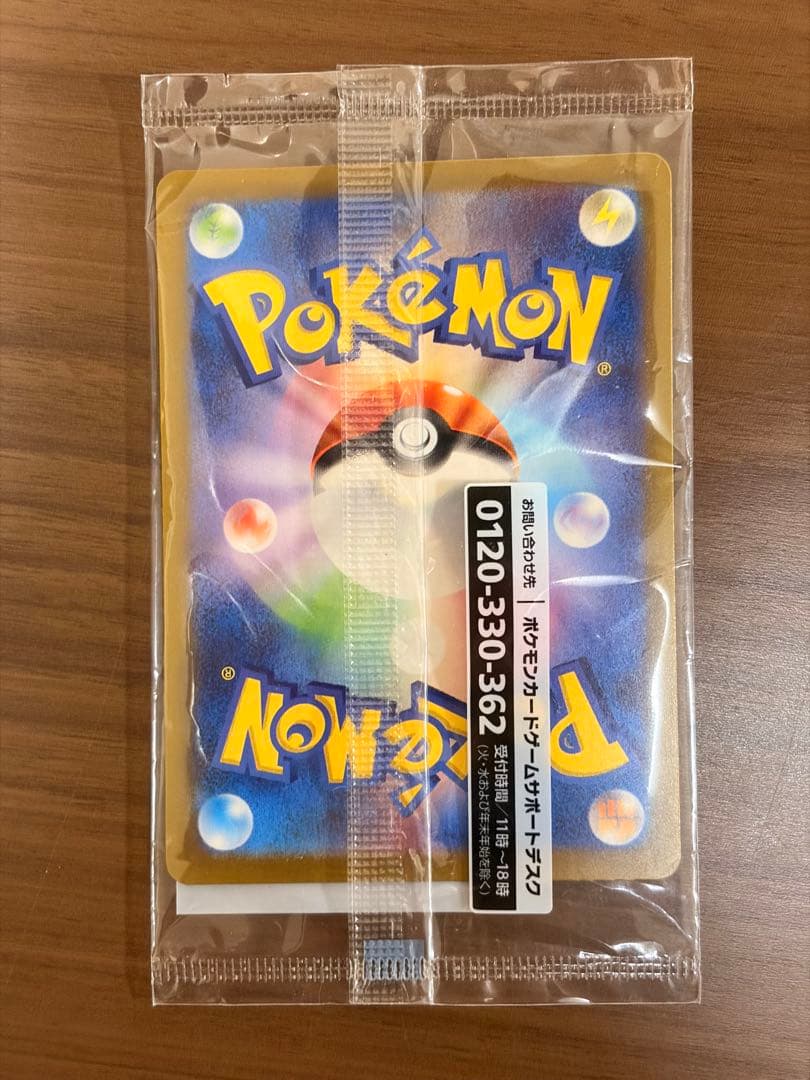 POKéMON
®
お問い合わせ先 | ポケモンカードゲームサポートデスク
0120-330-362 受付時間/11時~18時
(火・水および年末年始を除く)
POKéMON
®